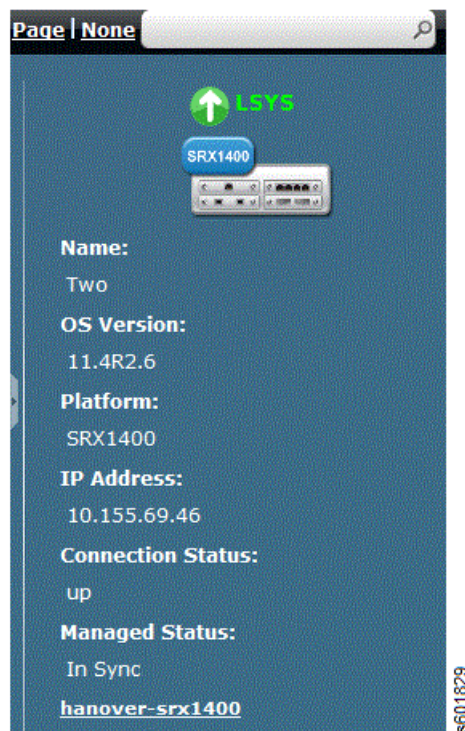 Page | None
LSYS
SRX1400
Name:
Two
OS Version:
11.4R2.6
Platform:
SRX1400
IP Address:
10.155.69.46
Connection Status:
up
Managed Status:
In Sync
hanover-srx1400
s601829